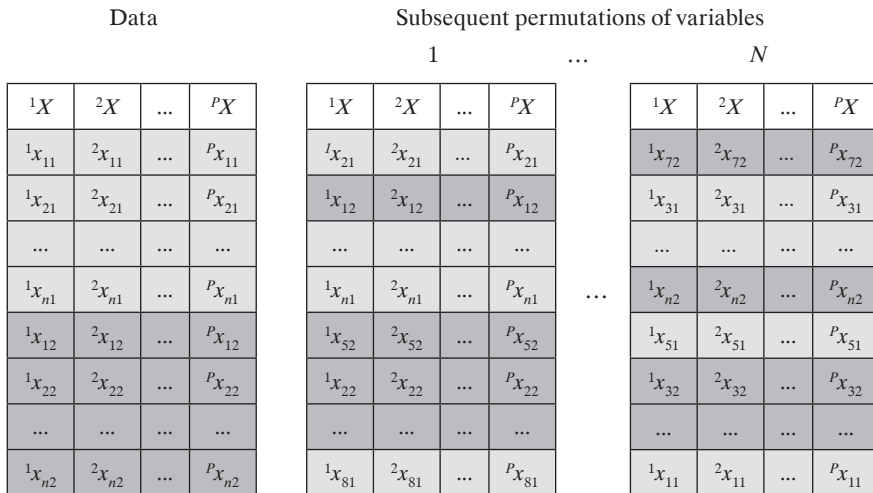 Data Subsequent permutations of variables
1 ... N
¹X ²X ... ᴾX ¹X ²X ... ᴾX ¹X ²X ... ᴾX
¹x₁₁ ²x₁₁ ... ᴾx₁₁ ¹x₂₁ ²x₂₁ ... ᴾx₂₁ ¹x₇₂ ²x₇₂ ... ᴾx₇₂
¹x₂₁ ²x₂₁ ... ᴾx₂₁ ¹x₁₂ ²x₁₂ ... ᴾx₁₂ ¹x₃₁ ²x₃₁ ... ᴾx₃₁
... ... ... ... ... ... ... ... ... ... ... ...
¹xₙ₁ ²xₙ₁ ... ᴾxₙ₁ ¹xₙ₁ ²xₙ₁ ... ᴾxₙ₁ ... ¹xₙ₂ ²xₙ₂ ... ᴾxₙ₂
¹x₁₂ ²x₁₂ ... ᴾx₁₂ ¹x₅₂ ²x₅₂ ... ᴾx₅₂ ¹x₅₁ ²x₅₁ ... ᴾx₅₁
¹x₂₂ ²x₂₂ ... ᴾx₂₂ ¹x₂₂ ²x₂₂ ... ᴾx₂₂ ¹x₃₂ ²x₃₂ ... ᴾx₃₂
... ... ... ... ... ... ... ... ... ... ... ...
¹xₙ₂ ²xₙ₂ ... ᴾxₙ₂ ¹x₈₁ ²x₈₁ ... ᴾx₈₁ ¹x₁₁ ²x₁₁ ... ᴾx₁₁